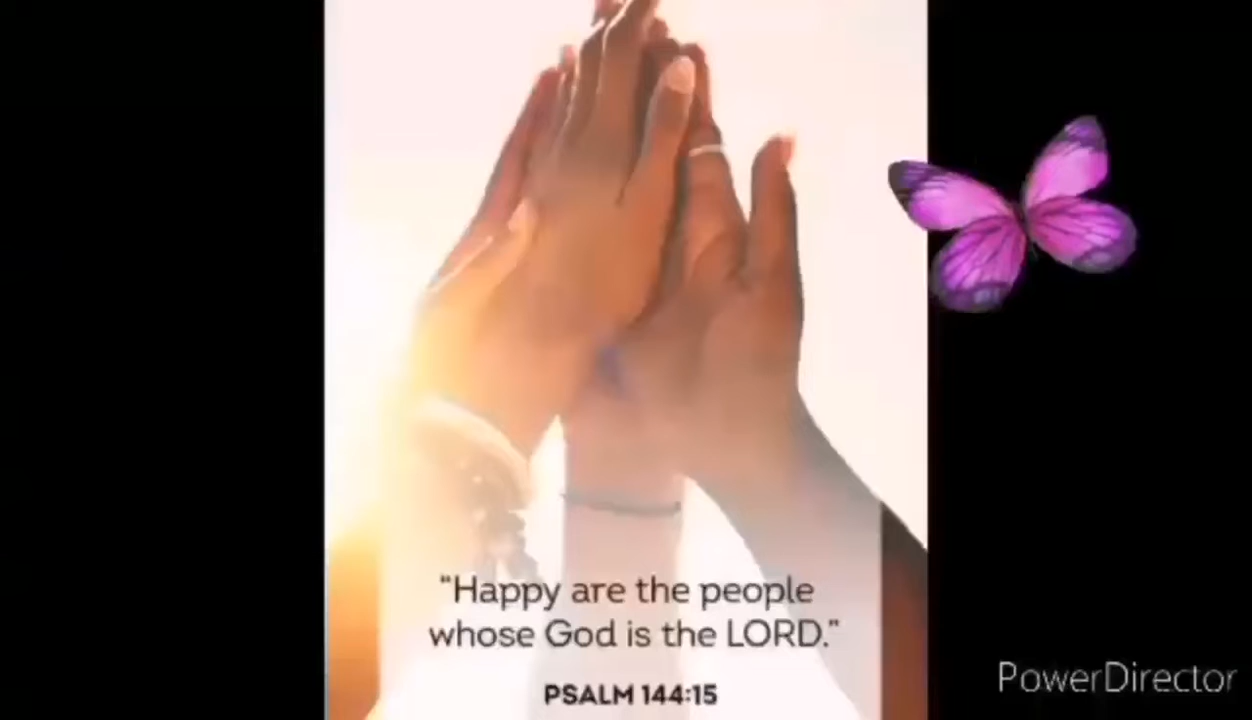 “Happy are the people
whose God is the LORD.”
PSALM 144:15
PowerDirector